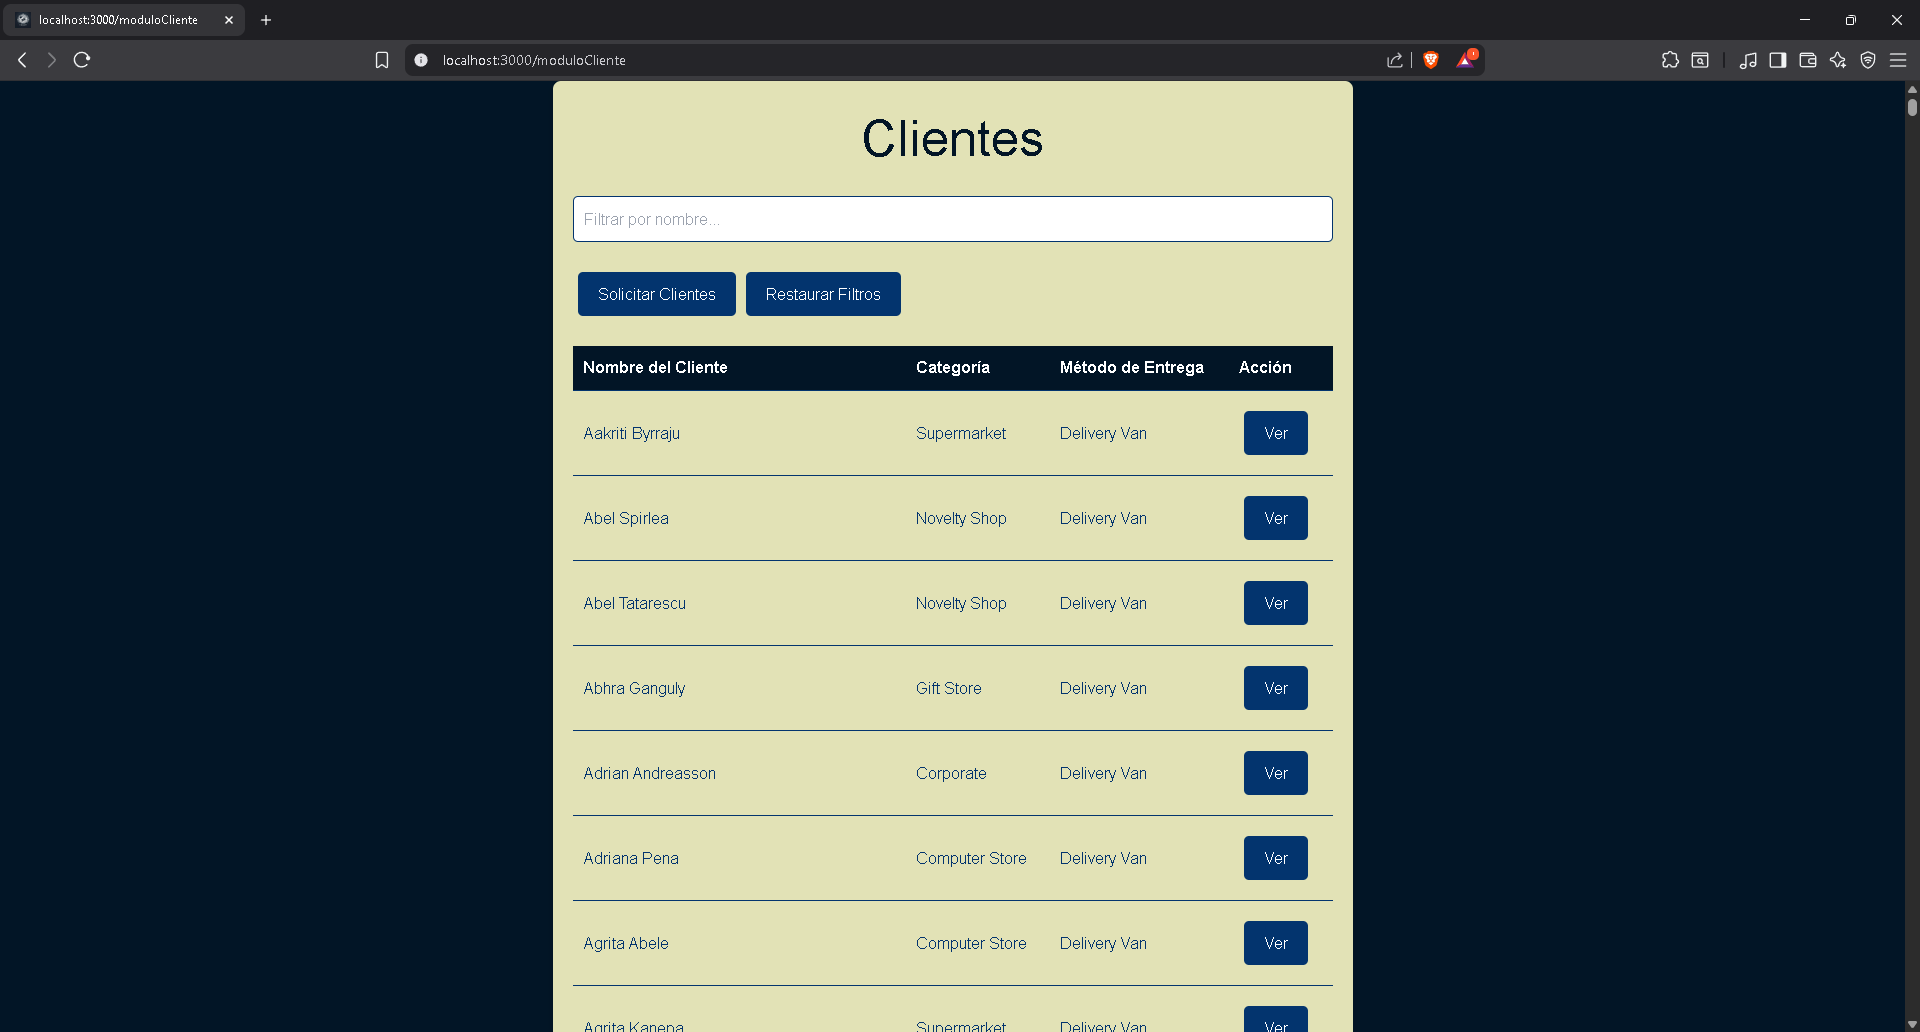 localhost:3000/moduloCliente
localhost:3000/moduloCliente
Clientes
Filtrar por nombre...
Solicitar Clientes Restaurar Filtros
Nombre del Cliente Categoría Método de Entrega Acción
Aakriti Byrraju Supermarket Delivery Van Ver
Abel Spirlea Novelty Shop Delivery Van Ver
Abel Tatarescu Novelty Shop Delivery Van Ver
Abhra Ganguly Gift Store Delivery Van Ver
Adrian Andreasson Corporate Delivery Van Ver
Adriana Pena Computer Store Delivery Van Ver
Agrita Abele Computer Store Delivery Van Ver
Agrita Kanepa Supermarket Delivery Van Ver